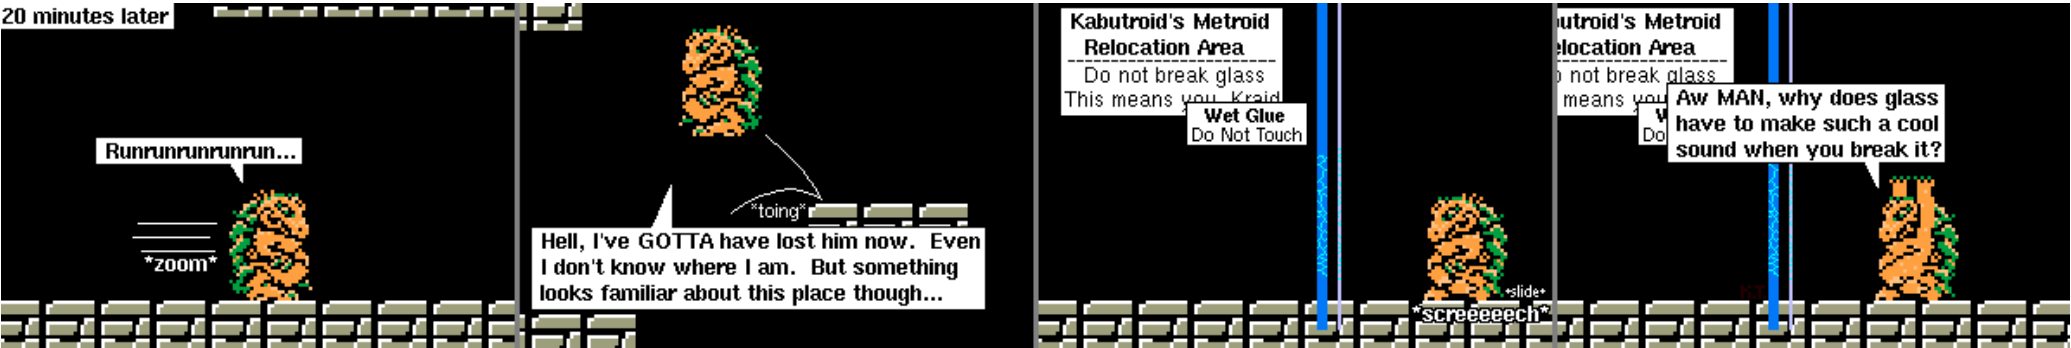 20 minutes later
Runrunrunrunrun...
*zoom*
*toing*
Hell, I've GOTTA have lost him now. Even
I don't know where I am. But something
looks familiar about this place though...
Kabutroid's Metroid
Relocation Area
Do not break glass
This means you, Kraid
Wet Glue
Do Not Touch
*slide*
*screeeeech*
utroid's Metroid
elocation Area
not break glass
means you
Do
Aw MAN, why does glass
have to make such a cool
sound when you break it?
KT